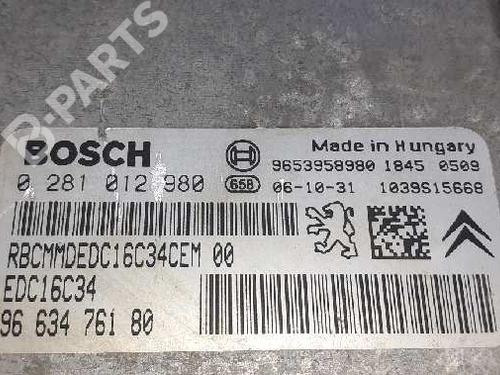 B-PARTS
BOSCH
Made in Hungary
9653958980 1845 0509
0 281 012 980
658
06-10-31 1039S15668
RBCMMDEDC16C34CEM 00
EDC16C34
96 634 761 80